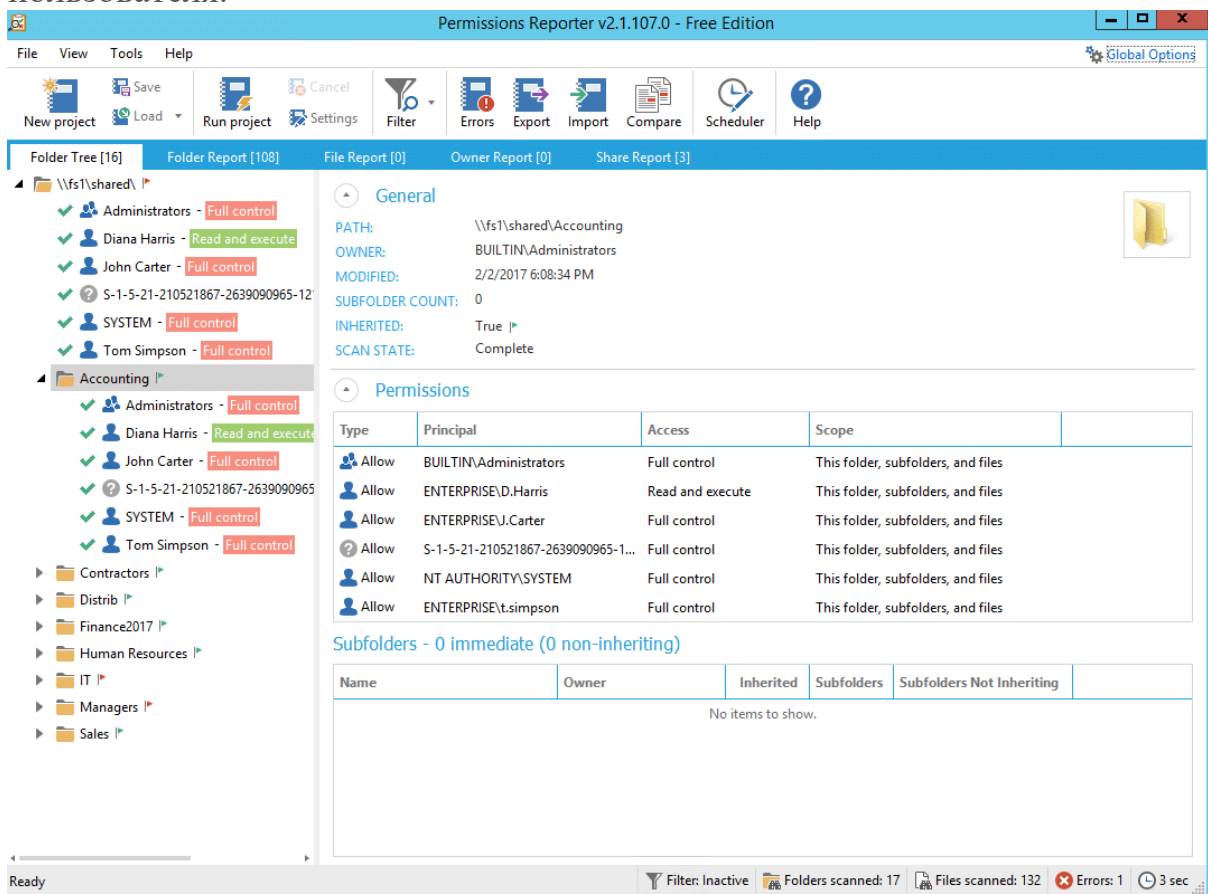 пользователя.
Permissions Reporter v2.1.107.0 - Free Edition
File View Tools Help
Global Options
New project
Save
Load
Run project
Cancel
Settings
Filter
Errors
Export
Import
Compare
Scheduler
Help
Folder Tree [16] Folder Report [108] File Report [0] Owner Report [0] Share Report [3]
\\fs1\shared\
Administrators - Full control
Diana Harris - Read and execute
John Carter - Full control
S-1-5-21-210521867-2639090965-12
SYSTEM - Full control
Tom Simpson - Full control
Accounting
Administrators - Full control
Diana Harris - Read and execute
John Carter - Full control
S-1-5-21-210521867-2639090965
SYSTEM - Full control
Tom Simpson - Full control
Contractors
Distrib
Finance2017
Human Resources
IT
Managers
Sales
General
PATH: \\fs1\shared\Accounting
OWNER: BUILTIN\Administrators
MODIFIED: 2/2/2017 6:08:34 PM
SUBFOLDER COUNT: 0
INHERITED: True
SCAN STATE: Complete
Permissions
Type Principal Access Scope
Allow BUILTIN\Administrators Full control This folder, subfolders, and files
Allow ENTERPRISE\D.Harris Read and execute This folder, subfolders, and files
Allow ENTERPRISE\J.Carter Full control This folder, subfolders, and files
Allow S-1-5-21-210521867-2639090965-1... Full control This folder, subfolders, and files
Allow NT AUTHORITY\SYSTEM Full control This folder, subfolders, and files
Allow ENTERPRISE\t.simpson Full control This folder, subfolders, and files
Subfolders - 0 immediate (0 non-inheriting)
Name Owner Inherited Subfolders Subfolders Not Inheriting
No items to show.
Ready Filter: Inactive Folders scanned: 17 Files scanned: 132 Errors: 1 3 sec